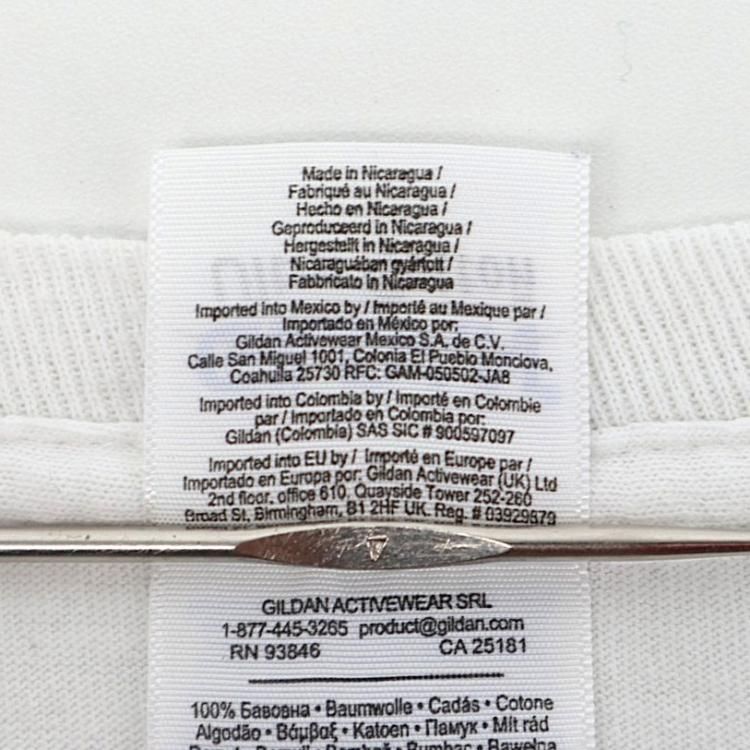 Made in Nicaragua /
Fabriqué au Nicaragua /
Hecho en Nicaragua /
Geproduceerd in Nicaragua /
Hergestellt in Nicaragua /
Nicaraguában gyártott /
Fabbricato in Nicaragua
Imported into Mexico by / Importé au Mexique par /
Importado en México por:
Gildan Activewear Mexico S.A. de C.V.
Calle San Miguel 1001, Colonia El Pueblo Monclova,
Coahuila 25730 RFC: GAM-050502-JA8
Imported into Colombia by / Importé en Colombie
par / Importado en Colombia por:
Gildan (Colombia) SAS SIC # 900597097
Imported into EU by / Importé en Europe par /
Importado en Europa por: Gildan Activewear (UK) Ltd
2nd floor, office 610, Quayside Tower 252-260
Broad St, Birmingham, B1 2HF UK. Reg. # 03929879
GILDAN ACTIVEWEAR SRL
1-877-445-3265 product@gildan.com
RN 93846 CA 25181
100% Бавовна • Baumwolle • Cadás • Cotone
Algodão • Βάμβαξ • Katoen • Памук • Mít rád
Bumbac • Bawełna